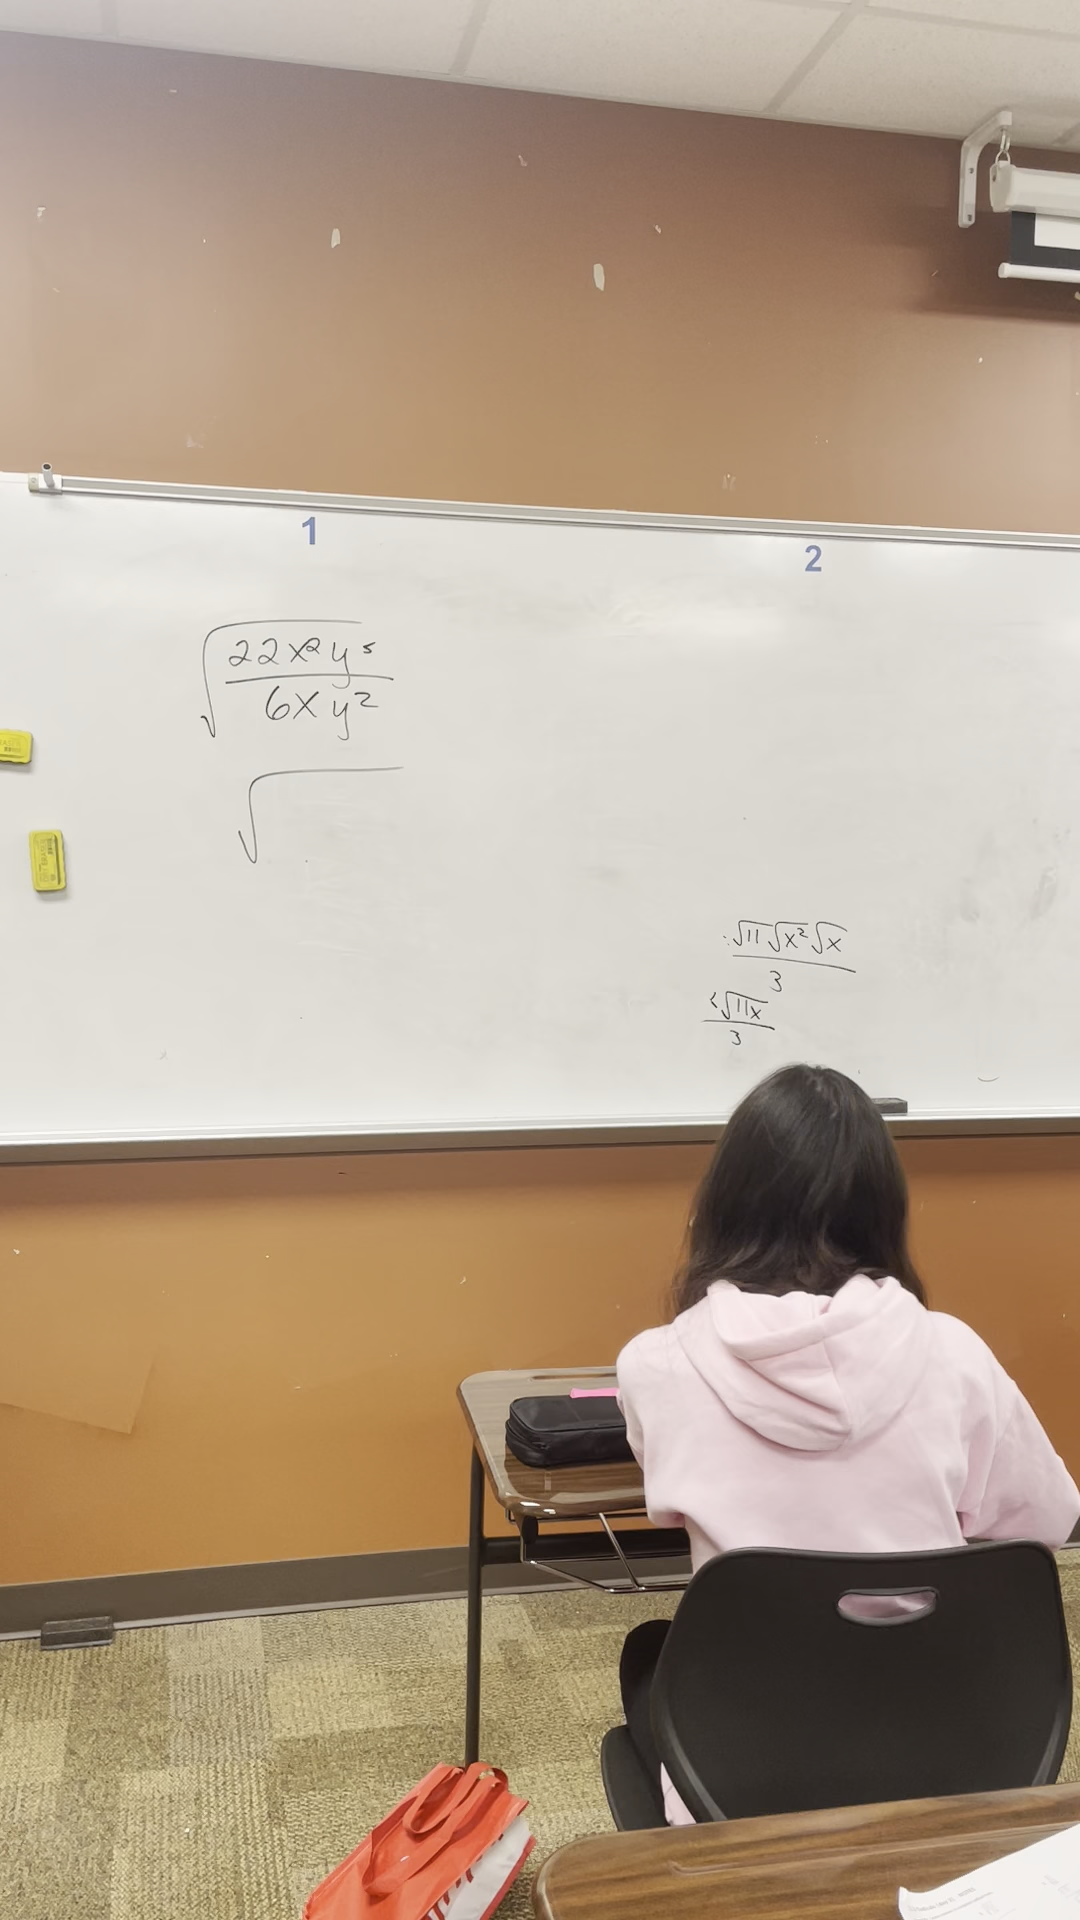 1
2
√(22x²y⁵
6xy²)
√
√11 √x² √x
3
√11x
3